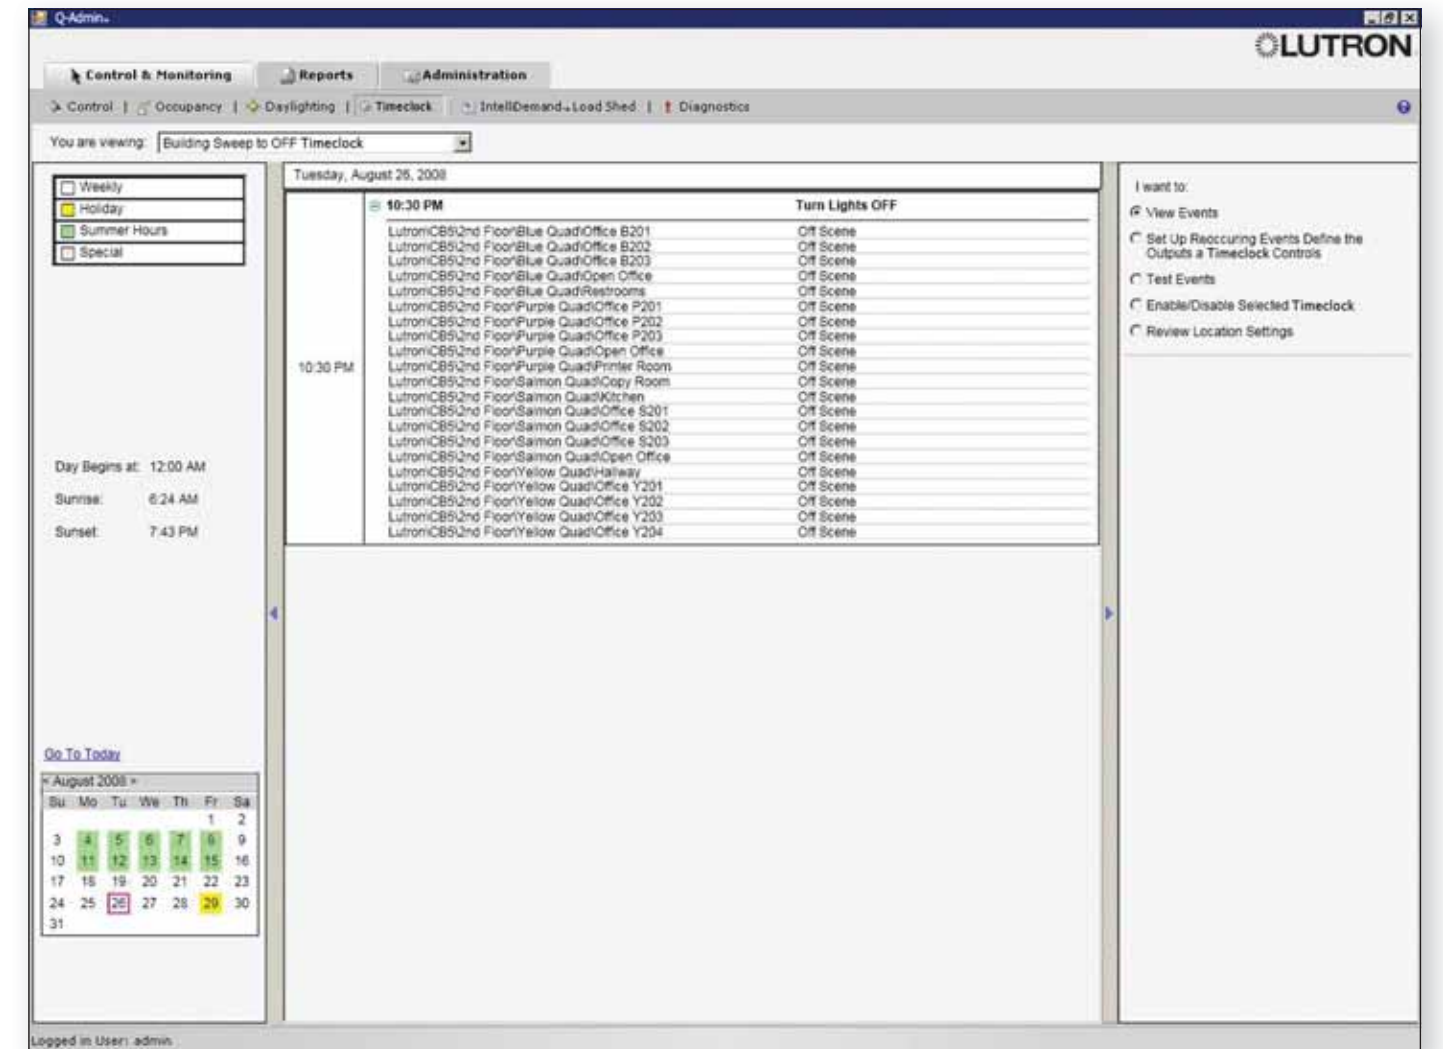 Q-Admin™
LUTRON
Control & Monitoring Reports Administration
Control | Occupancy | Daylighting | Timeclock | IntelliDemand™ Load Shed | Diagnostics
You are viewing: Building Sweep to OFF Timeclock
Weekly
Holiday
Summer Hours
Special
Day Begins at: 12:00 AM
Sunrise: 6:24 AM
Sunset: 7:43 PM
Go To Today
« August 2008 »
Su Mo Tu We Th Fr Sa
1 2
3 4 5 6 7 8 9
10 11 12 13 14 15 16
17 18 19 20 21 22 23
24 25 26 27 28 29 30
31
Tuesday, August 26, 2008
10:30 PM
10:30 PM Turn Lights OFF
Lutron\CB5\2nd Floor\Blue Quad\Office B201 Off Scene
Lutron\CB5\2nd Floor\Blue Quad\Office B202 Off Scene
Lutron\CB5\2nd Floor\Blue Quad\Office B203 Off Scene
Lutron\CB5\2nd Floor\Blue Quad\Open Office Off Scene
Lutron\CB5\2nd Floor\Blue Quad\Restrooms Off Scene
Lutron\CB5\2nd Floor\Purple Quad\Office P201 Off Scene
Lutron\CB5\2nd Floor\Purple Quad\Office P202 Off Scene
Lutron\CB5\2nd Floor\Purple Quad\Office P203 Off Scene
Lutron\CB5\2nd Floor\Purple Quad\Open Office Off Scene
Lutron\CB5\2nd Floor\Purple Quad\Printer Room Off Scene
Lutron\CB5\2nd Floor\Salmon Quad\Copy Room Off Scene
Lutron\CB5\2nd Floor\Salmon Quad\Kitchen Off Scene
Lutron\CB5\2nd Floor\Salmon Quad\Office S201 Off Scene
Lutron\CB5\2nd Floor\Salmon Quad\Office S202 Off Scene
Lutron\CB5\2nd Floor\Salmon Quad\Office S203 Off Scene
Lutron\CB5\2nd Floor\Salmon Quad\Open Office Off Scene
Lutron\CB5\2nd Floor\Yellow Quad\Hallway Off Scene
Lutron\CB5\2nd Floor\Yellow Quad\Office Y201 Off Scene
Lutron\CB5\2nd Floor\Yellow Quad\Office Y202 Off Scene
Lutron\CB5\2nd Floor\Yellow Quad\Office Y203 Off Scene
Lutron\CB5\2nd Floor\Yellow Quad\Office Y204 Off Scene
I want to:
View Events
Set Up Reoccuring Events Define the
Outputs a Timeclock Controls
Test Events
Enable/Disable Selected Timeclock
Review Location Settings
Logged in User: admin